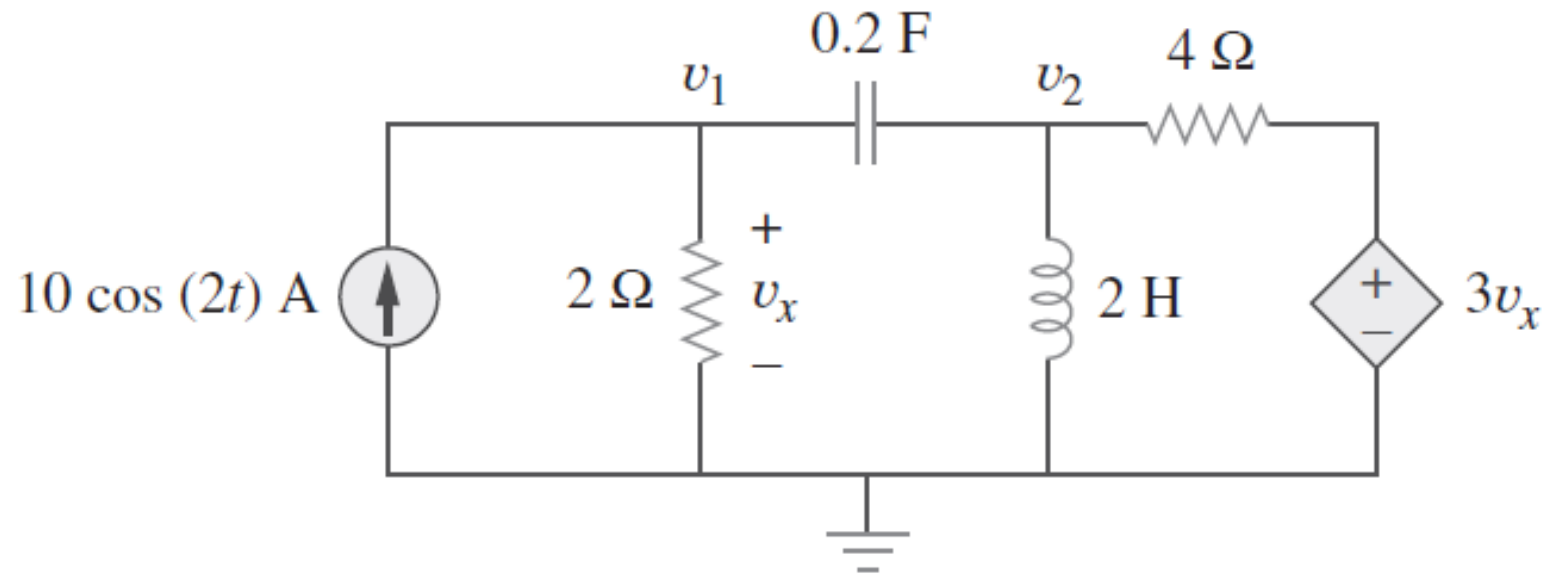 0.2 F
4 Ω
v₁
v₂
10 cos (2t) A
2 Ω
+
vₓ
−
2 H
+
−
3vₓ